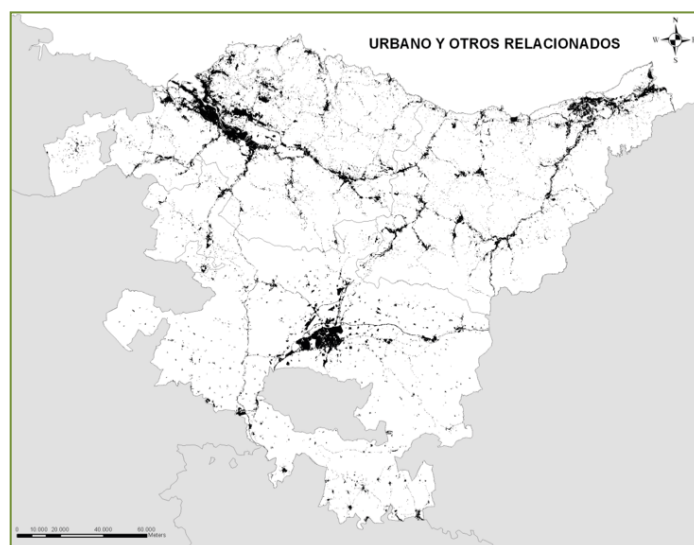 URBANO Y OTROS RELACIONADOS
N
W E
S
0 10.000 20.000 40.000 60.000
Meters